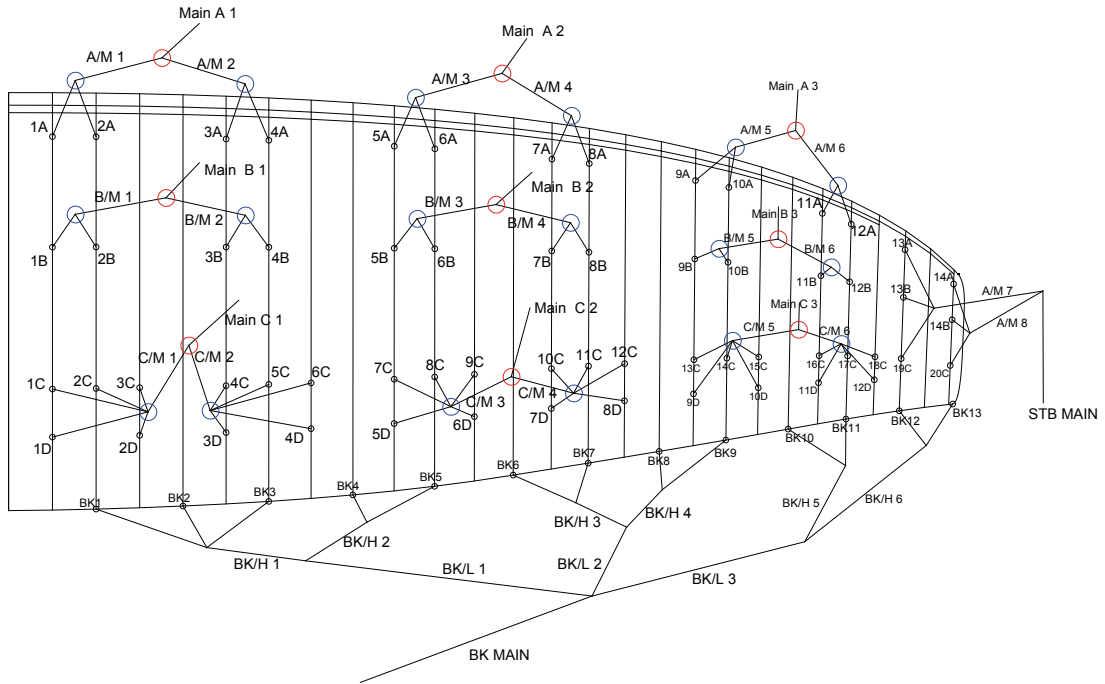 Main A 1
A/M 1
A/M 2
Main A 2
A/M 3
A/M 4
Main A 3
A/M 5
A/M 6
1A
2A
3A
4A
5A
6A
7A
8A
9A
10A
11A
12A
13A
14A
Main B 1
B/M 1
B/M 2
Main B 2
B/M 3
B/M 4
Main B 3
B/M 5
B/M 6
1B
2B
3B
4B
5B
6B
7B
8B
9B
10B
11B
12B
13B
14B
A/M 7
A/M 8
STB MAIN
Main C 1
C/M 1
C/M 2
Main C 2
C/M 3
C/M 4
Main C 3
C/M 5
C/M 6
1C
2C
3C
4C
5C
6C
7C
8C
9C
10C
11C
12C
13C
14C
15C
16C
17C
18C
19C
20C
1D
2D
3D
4D
5D
6D
7D
8D
9D
10D
11D
12D
BK1
BK2
BK3
BK4
BK5
BK6
BK7
BK8
BK9
BK10
BK11
BK12
BK13
BK/H 1
BK/H 2
BK/H 3
BK/H 4
BK/H 5
BK/H 6
BK/L 1
BK/L 2
BK/L 3
BK MAIN